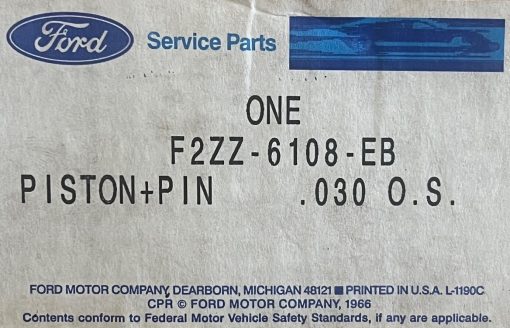 Ford Service Parts
ONE
F2ZZ-6108-EB
PISTON+PIN .030 O.S.
FORD MOTOR COMPANY, DEARBORN, MICHIGAN 48121 ■ PRINTED IN U.S.A. L-1190C
CPR © FORD MOTOR COMPANY, 1966
Contents conform to Federal Motor Vehicle Safety Standards, if any are applicable.